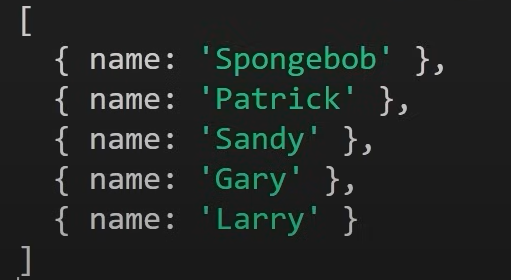 [
  { name: 'Spongebob' },
  { name: 'Patrick' },
  { name: 'Sandy' },
  { name: 'Gary' },
  { name: 'Larry' }
]